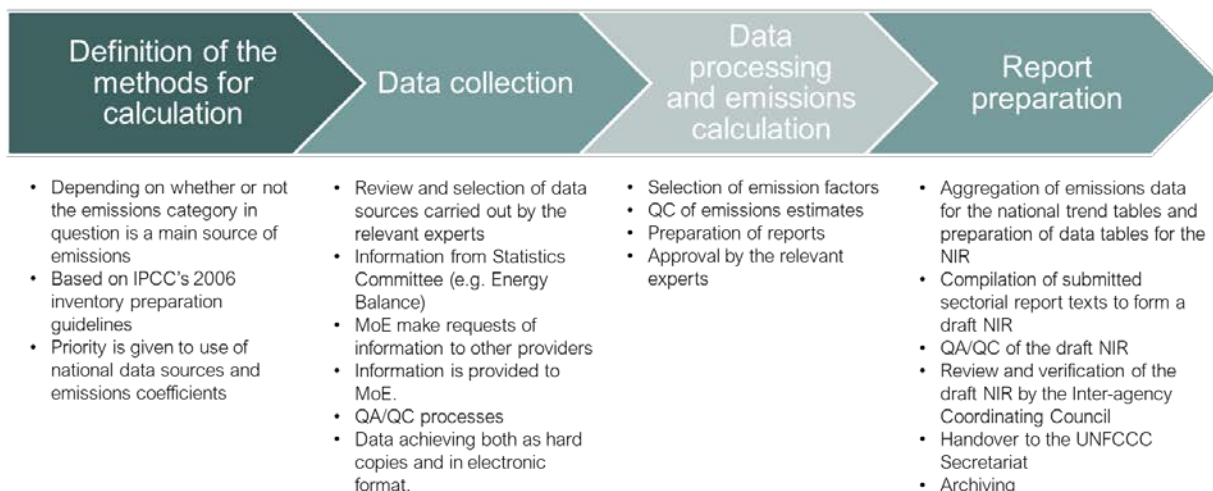 Definition of the
methods for
calculation
Data collection
Data
processing
and emissions
calculation
Report
preparation
• Depending on whether or not
the emissions category in
question is a main source of
emissions
• Based on IPCC's 2006
inventory preparation
guidelines
• Priority is given to use of
national data sources and
emissions coefficients
• Review and selection of data
sources carried out by the
relevant experts
• Information from Statistics
Committee (e.g. Energy
Balance)
• MoE make requests of
information to other providers
• Information is provided to
MoE.
• QA/QC processes
• Data achieving both as hard
copies and in electronic
format.
• Selection of emission factors
• QC of emissions estimates
• Preparation of reports
• Approval by the relevant
experts
• Aggregation of emissions data
for the national trend tables and
preparation of data tables for the
NIR
• Compilation of submitted
sectorial report texts to form a
draft NIR
• QA/QC of the draft NIR
• Review and verification of the
draft NIR by the Inter-agency
Coordinating Council
• Handover to the UNFCCC
Secretariat
• Archiving